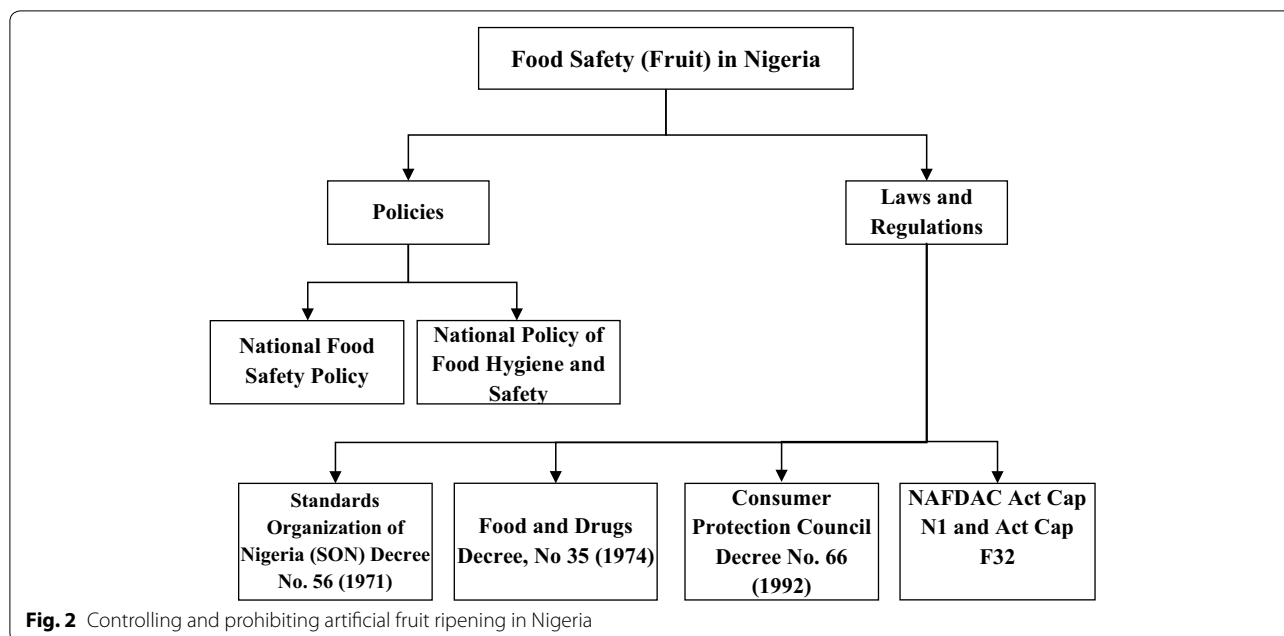 Food Safety (Fruit) in Nigeria
Policies
Laws and
Regulations
National Food
Safety Policy
National Policy of
Food Hygiene and
Safety
Standards
Organization of
Nigeria (SON) Decree
No. 56 (1971)
Food and Drugs
Decree, No 35 (1974)
Consumer
Protection Council
Decree No. 66
(1992)
NAFDAC Act Cap
N1 and Act Cap
F32
Fig. 2 Controlling and prohibiting artificial fruit ripening in Nigeria